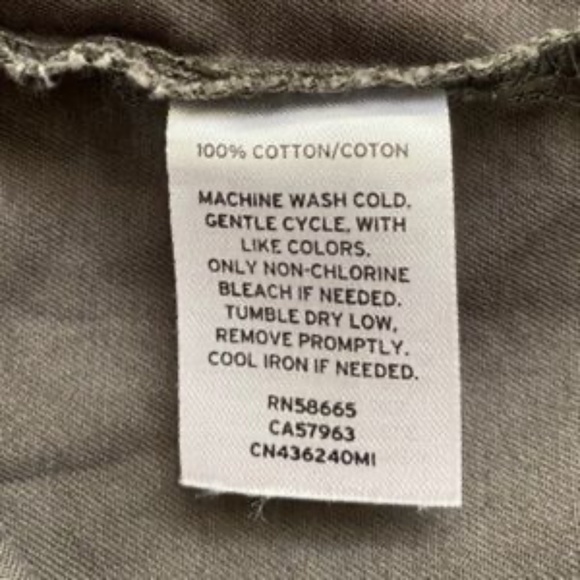 100% COTTON/COTON
MACHINE WASH COLD,
GENTLE CYCLE, WITH
LIKE COLORS.
ONLY NON-CHLORINE
BLEACH IF NEEDED.
TUMBLE DRY LOW,
REMOVE PROMPTLY.
COOL IRON IF NEEDED.
RN58665
CA57963
CN436240MI